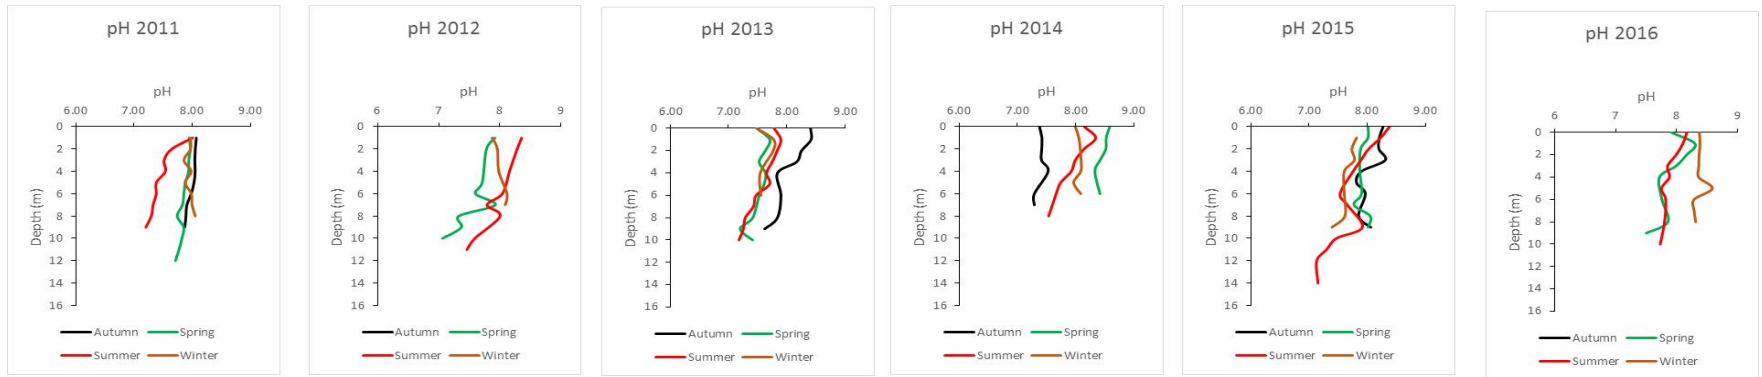 pH 2011
pH
6.00 7.00 8.00 9.00
0
2
4
6
8
10
12
14
16
Depth (m)
Autumn Spring
Summer Winter
pH 2012
pH
6 7 8 9
0
2
4
6
8
10
12
14
16
Depth (m)
Autumn Spring
Summer Winter
pH 2013
pH
6.00 7.00 8.00 9.00
0
2
4
6
8
10
12
14
16
Depth (m)
Autumn Spring
Summer Winter
pH 2014
pH
6.00 7.00 8.00 9.00
0
2
4
6
8
10
12
14
16
Depth (m)
Autumn Spring
Summer Winter
pH 2015
pH
6.00 7.00 8.00 9.00
0
2
4
6
8
10
12
14
16
Depth (m)
Autumn Spring
Summer Winter
pH 2016
pH
6 7 8 9
0
2
4
6
8
10
12
14
16
Depth (m)
Autumn Spring
Summer Winter